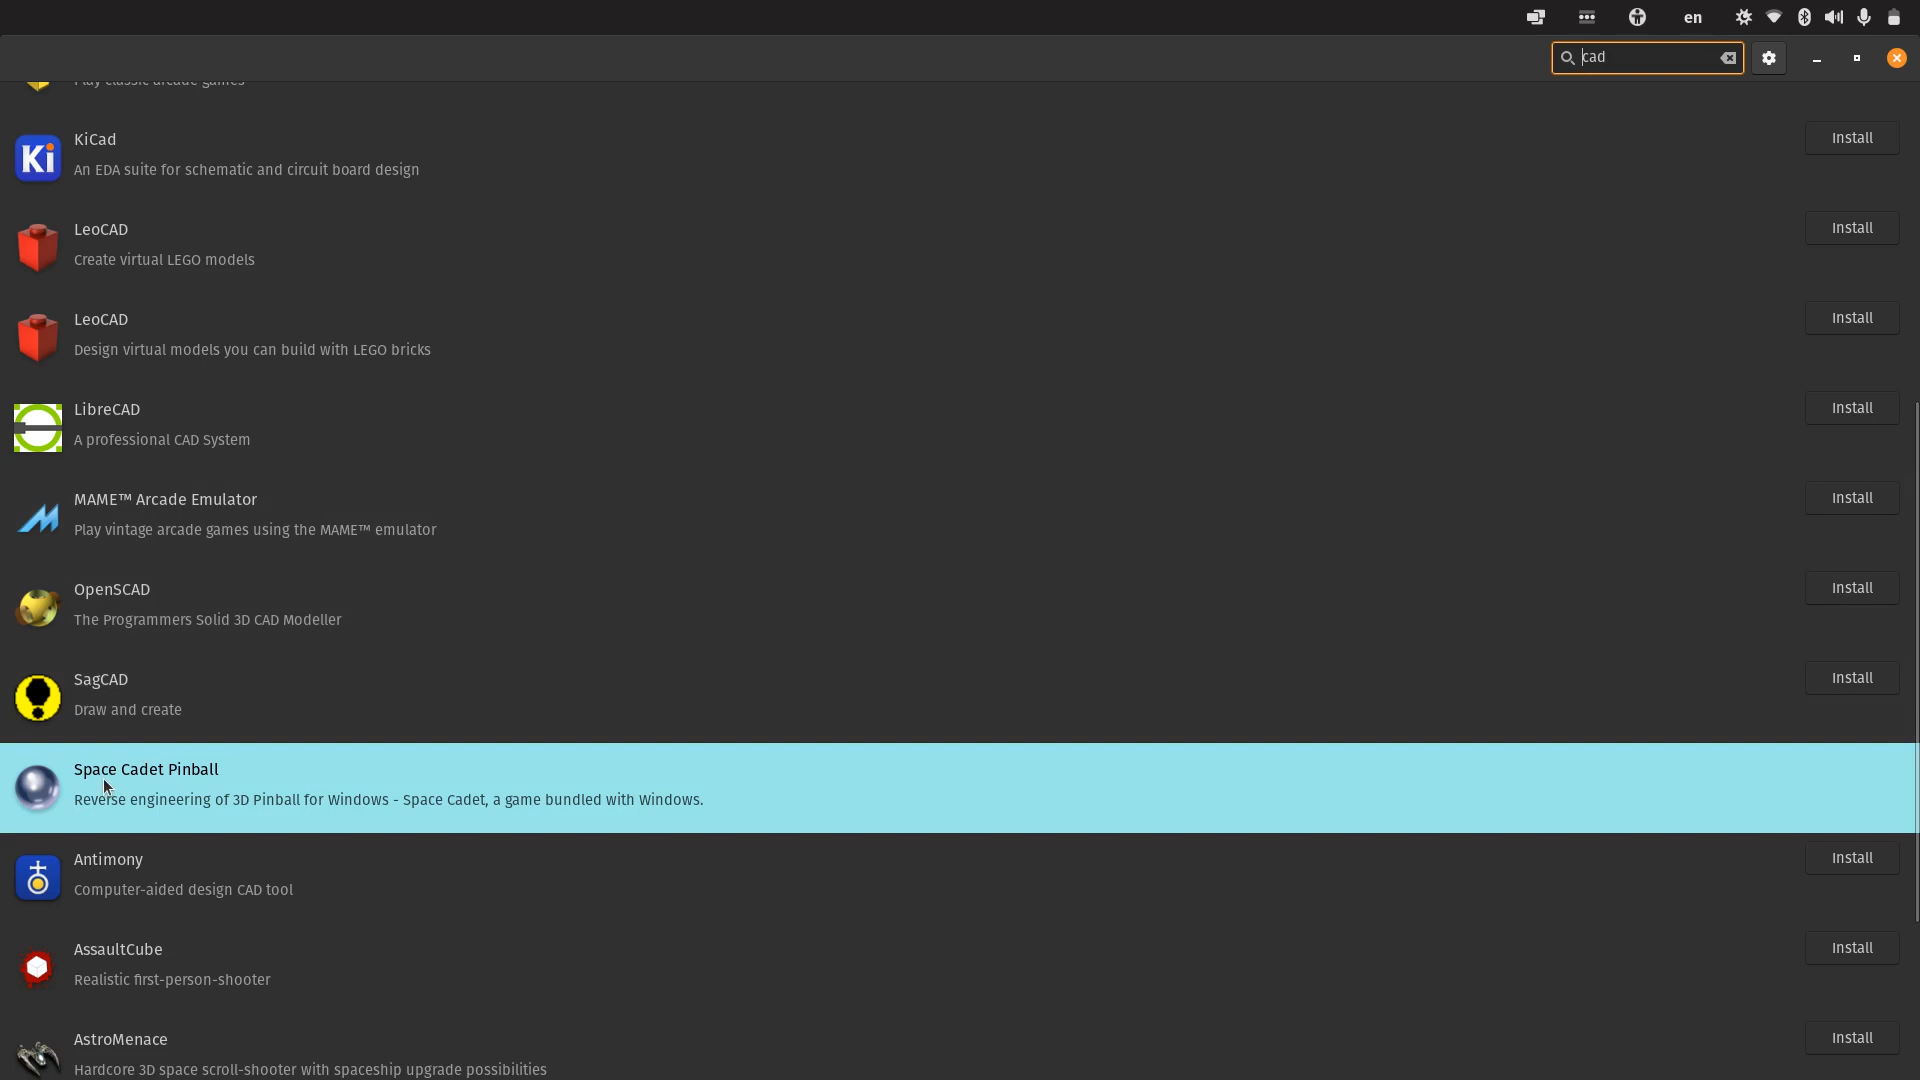 en
cad
Play classic arcade games
KiCad
Install
An EDA suite for schematic and circuit board design
LeoCAD
Install
Create virtual LEGO models
LeoCAD
Install
Design virtual models you can build with LEGO bricks
LibreCAD
Install
A professional CAD System
MAME™ Arcade Emulator
Install
Play vintage arcade games using the MAME™ emulator
OpenSCAD
Install
The Programmers Solid 3D CAD Modeller
SagCAD
Install
Draw and create
Space Cadet Pinball
Reverse engineering of 3D Pinball for Windows - Space Cadet, a game bundled with Windows.
Antimony
Install
Computer-aided design CAD tool
AssaultCube
Install
Realistic first-person-shooter
AstroMenace
Install
Hardcore 3D space scroll-shooter with spaceship upgrade possibilities
Ki